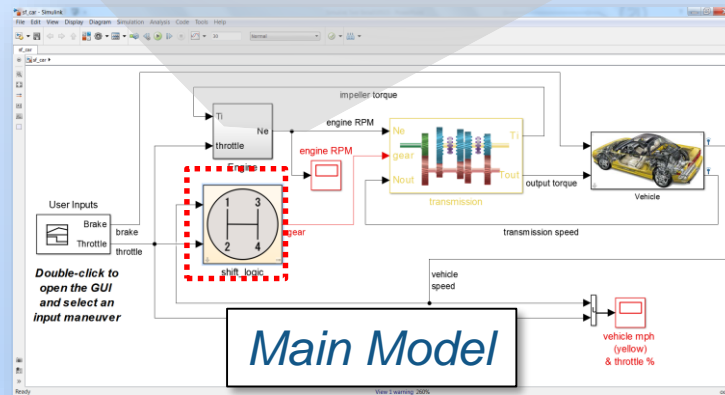 sf_car - Simulink
File Edit View Display Diagram Simulation Analysis Code Tools Help
30
Normal
sf_car
sf_car
impeller torque
Ti
Ne
throttle
Engine
engine RPM
engine RPM
Ne
gear
Nout
Ti
Tout
transmission
output torque
Vehicle
User Inputs
Brake
Throttle
brake
throttle
1 3
2 4
shift_logic
gear
transmission speed
Double-click to
open the GUI
and select an
input maneuver
vehicle
speed
Main Model
vehicle mph
(yellow)
& throttle %
Ready
View 1 warning 260%